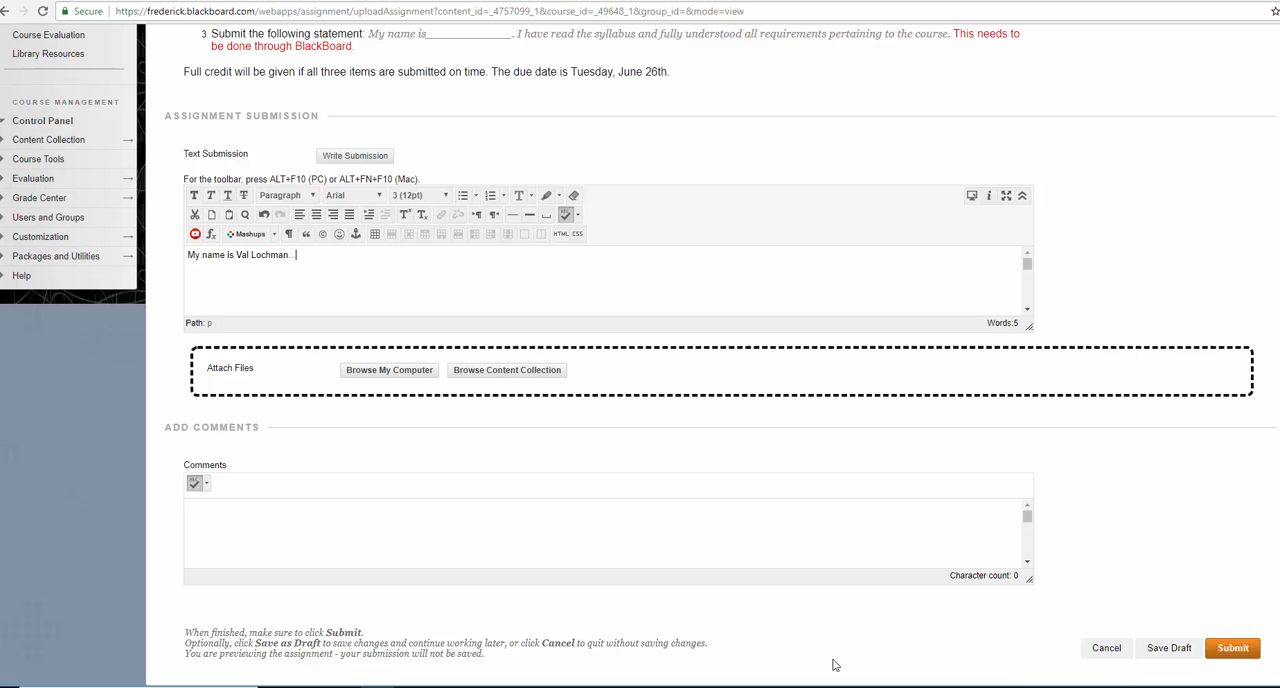 Secure https://frederick.blackboard.com/webapps/assignment/uploadAssignment?content_id=_4757099_1&course_id=_49648_1&group_id=&mode=view
Course Evaluation
Library Resources
COURSE MANAGEMENT
Control Panel
Content Collection
Course Tools
Evaluation
Grade Center
Users and Groups
Customization
Packages and Utilities
Help
3. Submit the following statement: My name is______________. I have read the syllabus and fully understood all requirements pertaining to the course. This needs to
be done through BlackBoard.
Full credit will be given if all three items are submitted on time. The due date is Tuesday, June 26th.
ASSIGNMENT SUBMISSION
Text Submission Write Submission
For the toolbar, press ALT+F10 (PC) or ALT+FN+F10 (Mac).
T T T T Paragraph Arial 3 (12pt) T
Mashups HTML CSS
My name is Val Lochman...
Path: p Words:5
Attach Files Browse My Computer Browse Content Collection
ADD COMMENTS
Comments
Character count: 0
When finished, make sure to click Submit.
Optionally, click Save as Draft to save changes and continue working later, or click Cancel to quit without saving changes.
You are previewing the assignment - your submission will not be saved.
Cancel Save Draft Submit